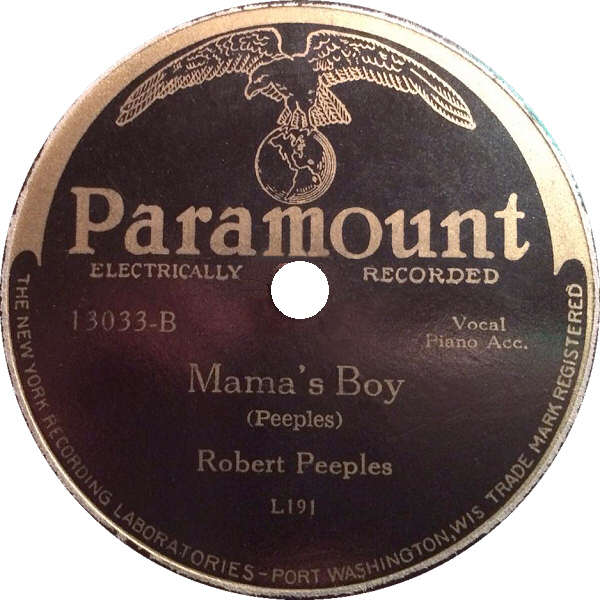 Paramount
ELECTRICALLY RECORDED
13033-B
Vocal
Piano Acc.
Mama's Boy
(Peeples)
Robert Peeples
L191
THE NEW YORK RECORDING LABORATORIES - PORT WASHINGTON, WIS TRADE MARK REGISTERED